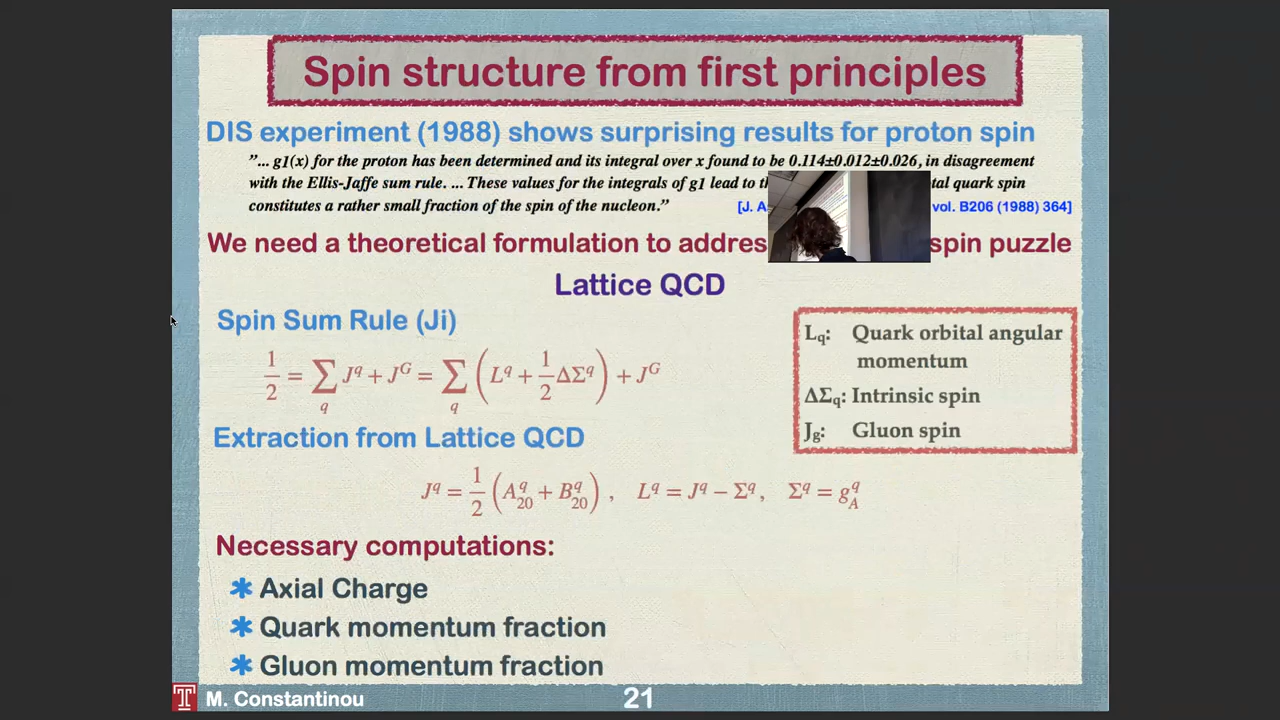 Spin structure from first principles
DIS experiment (1988) shows surprising results for proton spin
"... g1(x) for the proton has been determined and its integral over x found to be 0.114±0.012±0.026, in disagreement
with the Ellis-Jaffe sum rule. ... These values for the integrals of g1 lead to quark spin
constitutes a rather small fraction of the spin of the nucleon."
[J. vol. B206 (1988) 364]
We need a theoretical formulation to spin puzzle
Lattice QCD
Spin Sum Rule (Ji)
1/2 = ∑_q J^q + J^G = ∑_q (L^q + 1/2 ΔΣ^q) + J^G
L_q: Quark orbital angular
momentum
ΔΣ_q: Intrinsic spin
J_g: Gluon spin
Extraction from Lattice QCD
J^q = 1/2 (A^q_20 + B^q_20) , L^q = J^q − Σ^q, Σ^q = g^q_A
Necessary computations:
* Axial Charge
* Quark momentum fraction
* Gluon momentum fraction
M. Constantinou
21